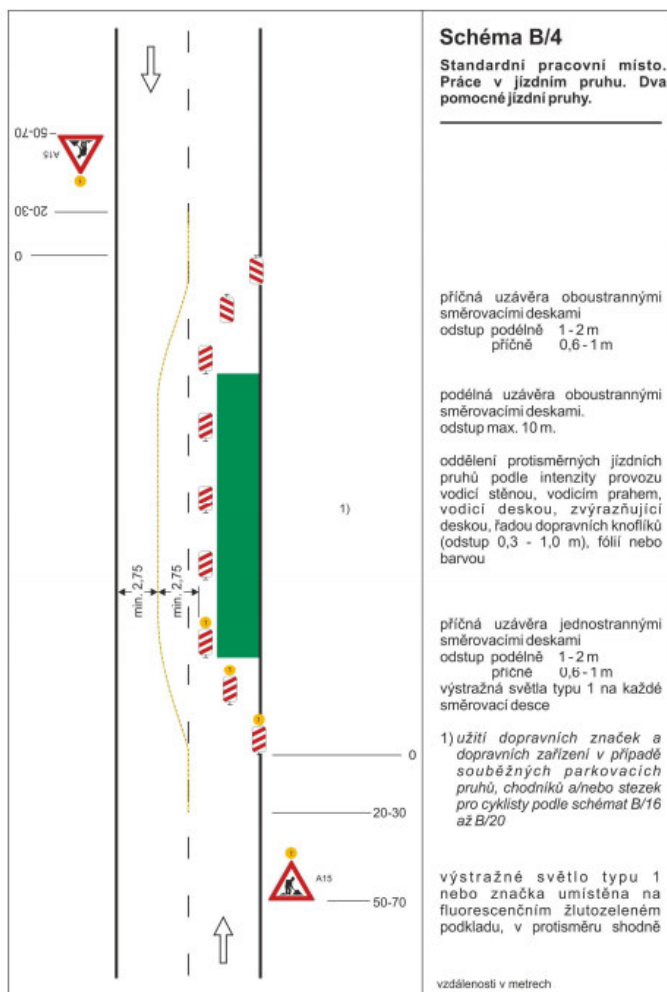 Schéma B/4
Standardní pracovní místo.
Práce v jízdním pruhu. Dva
pomocné jízdní pruhy.
50-70
A15
1
20-30
0
příčná uzávěra oboustrannými
směrovacími deskami
odstup podélně 1 - 2 m
příčně 0,6 - 1 m
podélná uzávěra oboustrannými
směrovacími deskami.
odstup max. 10 m.
1)
oddělení protisměrných jízdních
pruhů podle intenzity provozu
vodicí stěnou, vodicím prahem,
vodicí deskou, zvýrazňující
deskou, řadou dopravních knoflíků
(odstup 0,3 - 1,0 m), fólií nebo
barvou
min. 2,75
min. 2,75
1
1
1
příčná uzávěra jednostrannými
směrovacími deskami
odstup podélně 1 - 2 m
příčně 0,6 - 1 m
výstražná světla typu 1 na každé
směrovací desce
0
20-30
1) užití dopravních značek a
dopravních zařízení v případě
souběžných parkovacích
pruhů, chodníků a/nebo stezek
pro cyklisty podle schémat B/16
až B/20
1
A15
50-70
výstražné světlo typu 1
nebo značka umístěna na
fluorescenčním žlutozeleném
podkladu, v protisměru shodně
vzdálenosti v metrech